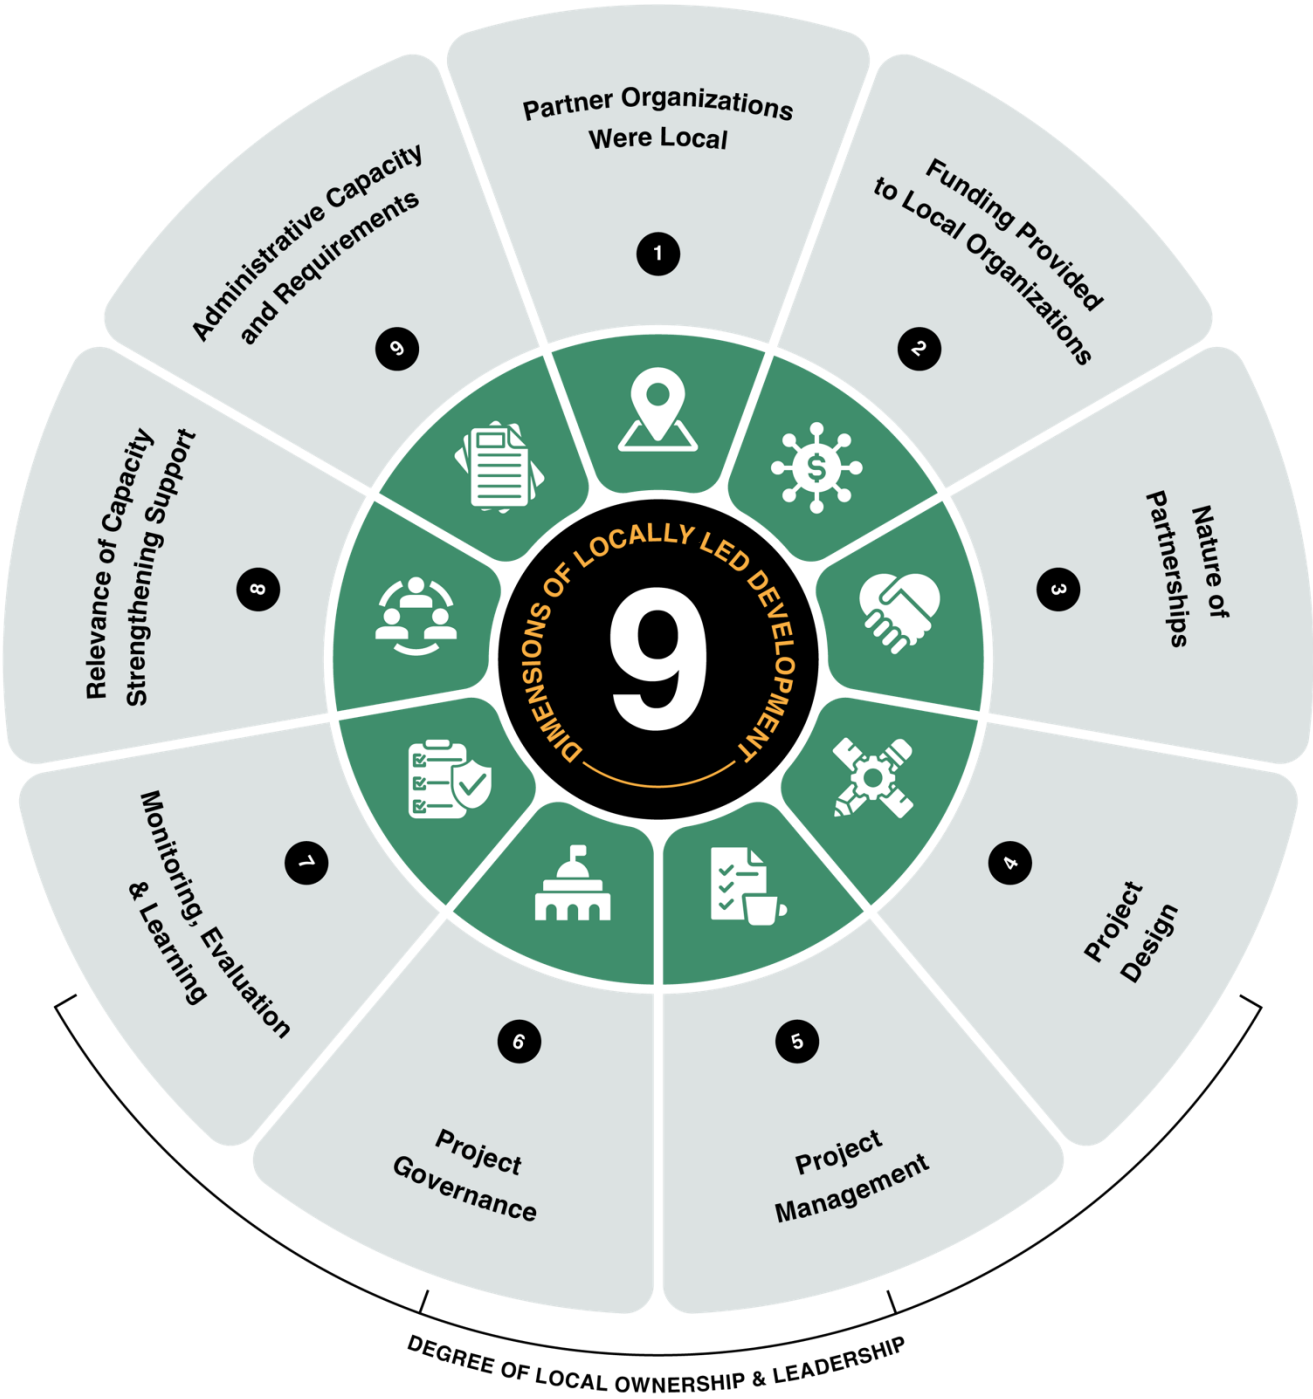 Partner Organizations
Were Local
1
Funding Provided
to Local Organizations
2
Nature of
Partnerships
3
Project
Design
4
Project
Management
5
Project
Governance
6
Monitoring, Evaluation
& Learning
7
Relevance of Capacity
Strengthening Support
8
Administrative Capacity
and Requirements
9
$
DIMENSIONS OF LOCALLY LED DEVELOPMENT
9
DEGREE OF LOCAL OWNERSHIP & LEADERSHIP